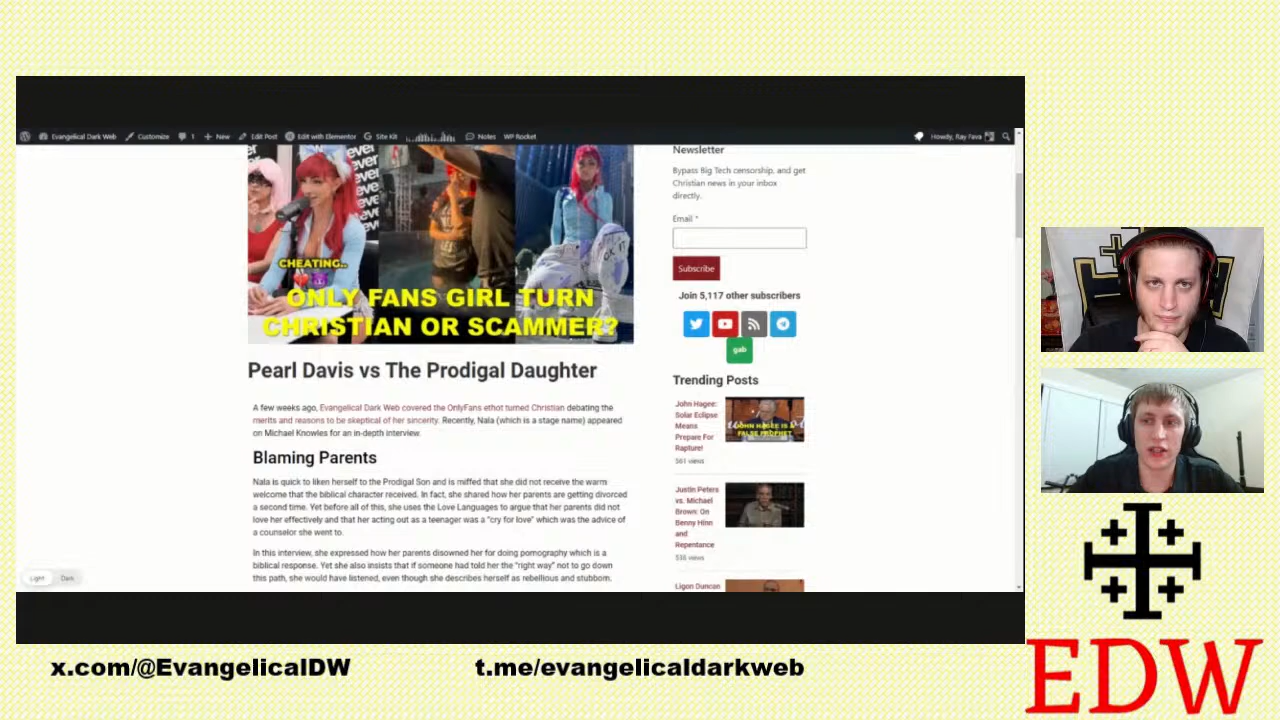 Evangelical Dark Web
Customize
1
New
Edit Post
Edit with Elementor
Site Kit
Notes
WP Rocket
Howdy, Ray Fava
CHEATING..
ONLY FANS GIRL TURN
CHRISTIAN OR SCAMMER?
Pearl Davis vs The Prodigal Daughter
A few weeks ago, Evangelical Dark Web covered the OnlyFans ethot turned Christian debating the
merits and reasons to be skeptical of her sincerity. Recently, Nala (which is a stage name) appeared
on Michael Knowles for an in-depth interview.
Blaming Parents
Nala is quick to liken herself to the Prodigal Son and is miffed that she did not receive the warm
welcome that the biblical character received. In fact, she shared how her parents are getting divorced
a second time. Yet before all of this, she uses the Love Languages to argue that her parents did not
love her effectively and that her acting out as a teenager was a "cry for love" which was the advice of
a counselor she went to.
In this interview, she expressed how her parents disowned her for doing pornography which is a
biblical response. Yet she also insists that if someone had told her the "right way" not to go down
this path, she would have listened, even though she describes herself as rebellious and stubborn.
Light
Dark
Newsletter
Bypass Big Tech censorship, and get
Christian news in your inbox
directly.
Email *
Subscribe
Join 5,117 other subscribers
gab
Trending Posts
John Hagee:
Solar Eclipse
Means
Prepare For
Rapture!
561 views
JOHN HAGEE IS A
FALSE PROPHET
Justin Peters
vs. Michael
Brown: On
Benny Hinn
and
Repentance
536 views
Ligon Duncan
x.com/@EvangelicalDW
t.me/evangelicaldarkweb
EDW